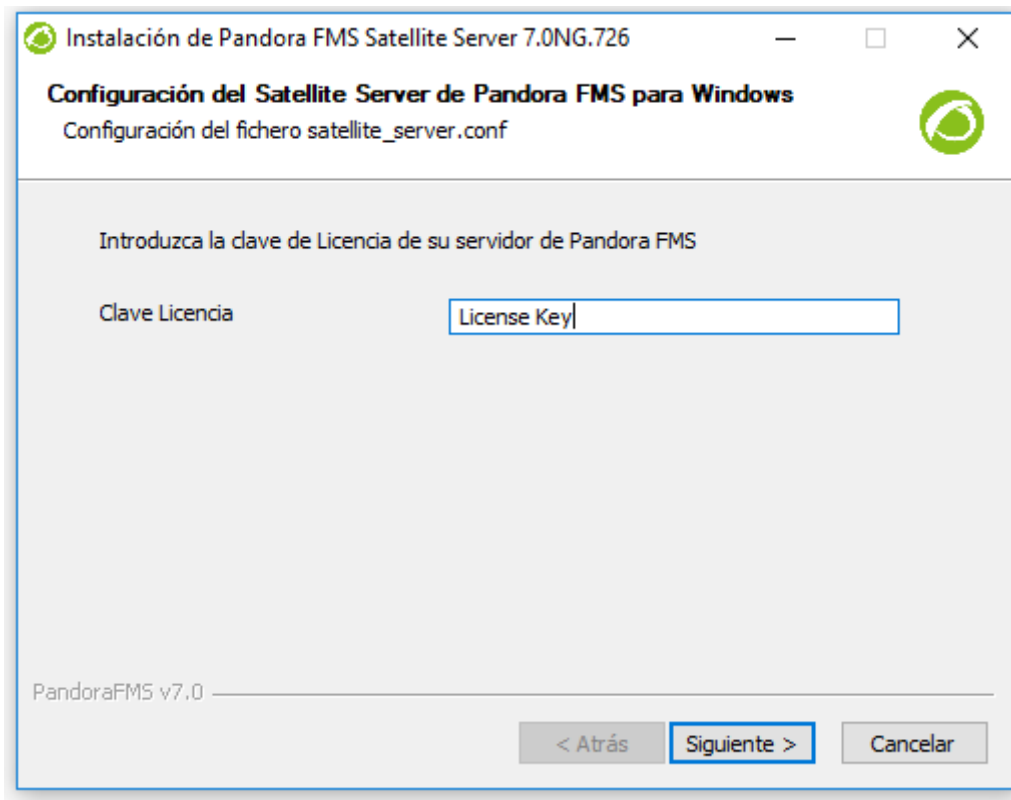 Instalación de Pandora FMS Satellite Server 7.0NG.726
Configuración del Satellite Server de Pandora FMS para Windows
Configuración del fichero satellite_server.conf
Introduzca la clave de Licencia de su servidor de Pandora FMS
Clave Licencia
License Key
PandoraFMS v7.0
< Atrás
Siguiente >
Cancelar